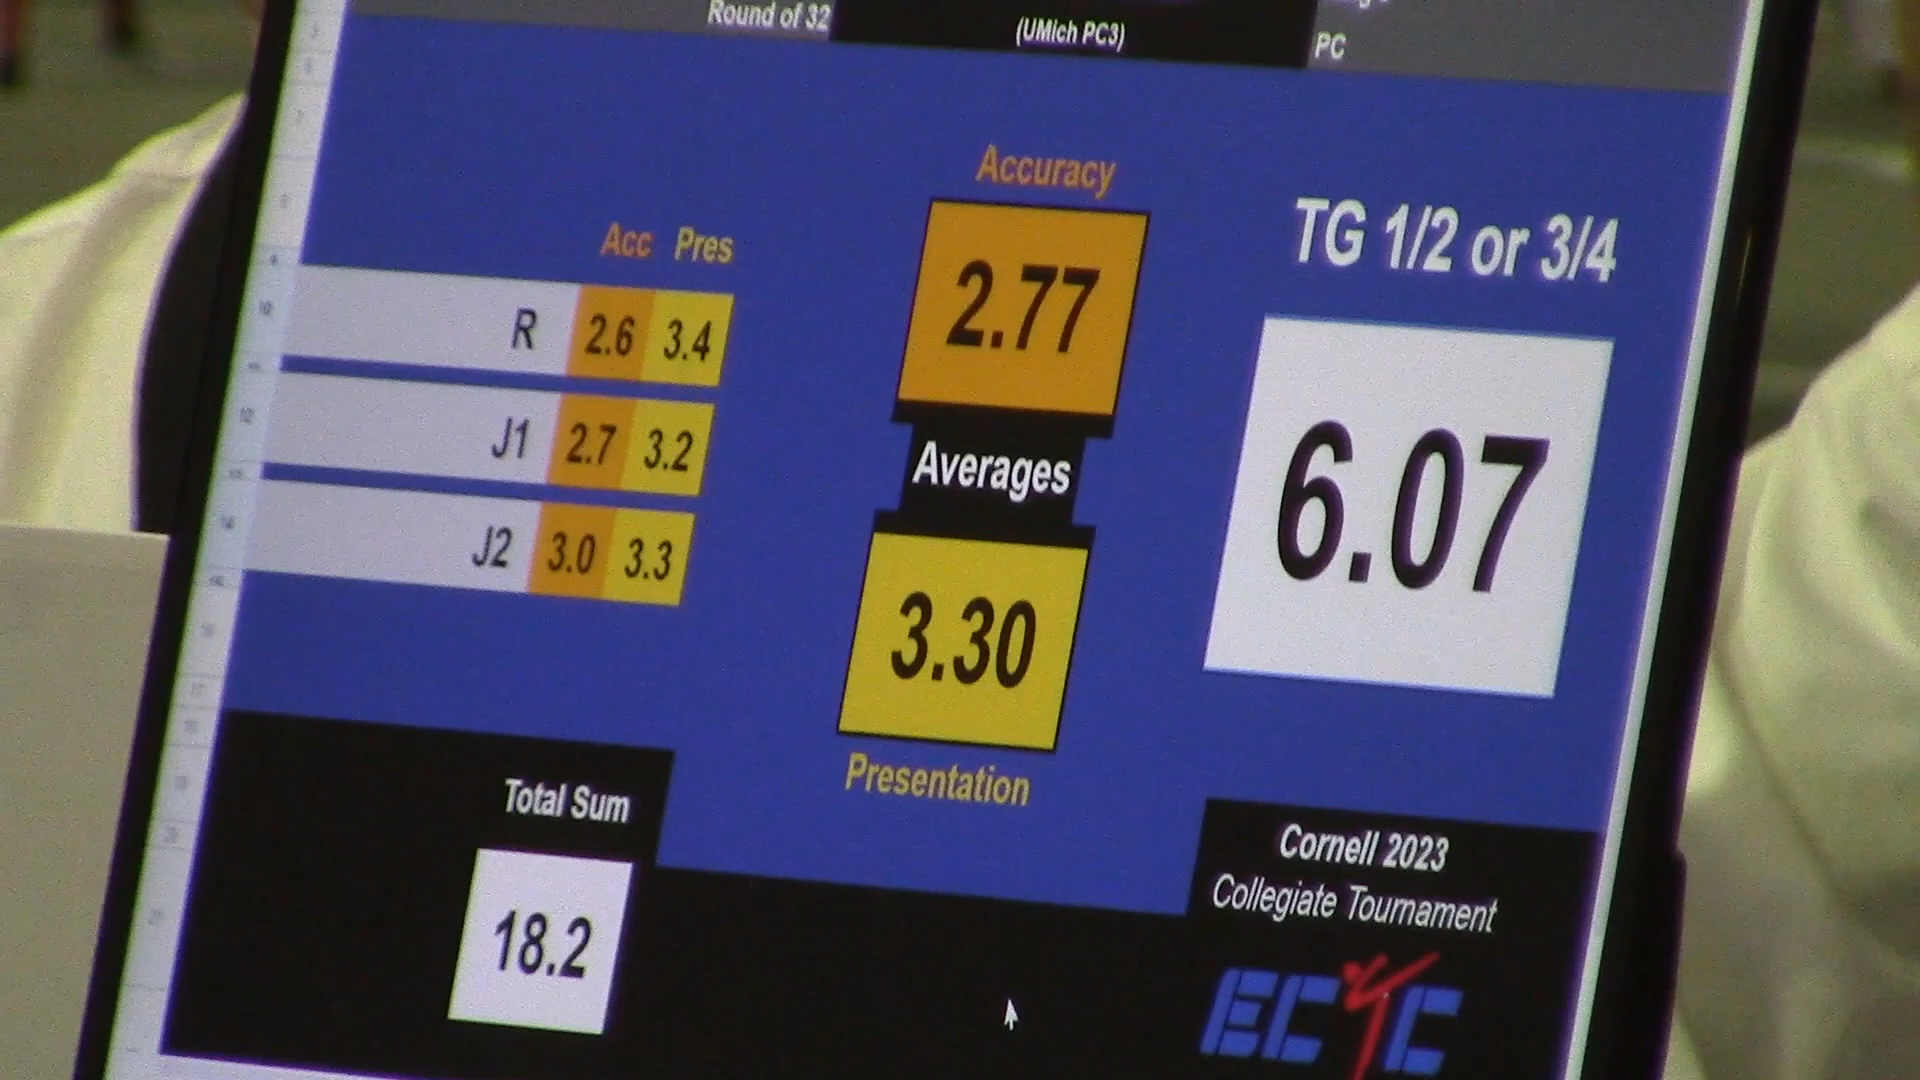 Round of 32
(UMich PC3)
PC
Accuracy
TG 1/2 or 3/4
Acc Pres
R 2.6 3.4
2.77
J1 2.7 3.2
Averages
6.07
J2 3.0 3.3
3.30
Presentation
Total Sum
18.2
Cornell 2023
Collegiate Tournament
ECTC